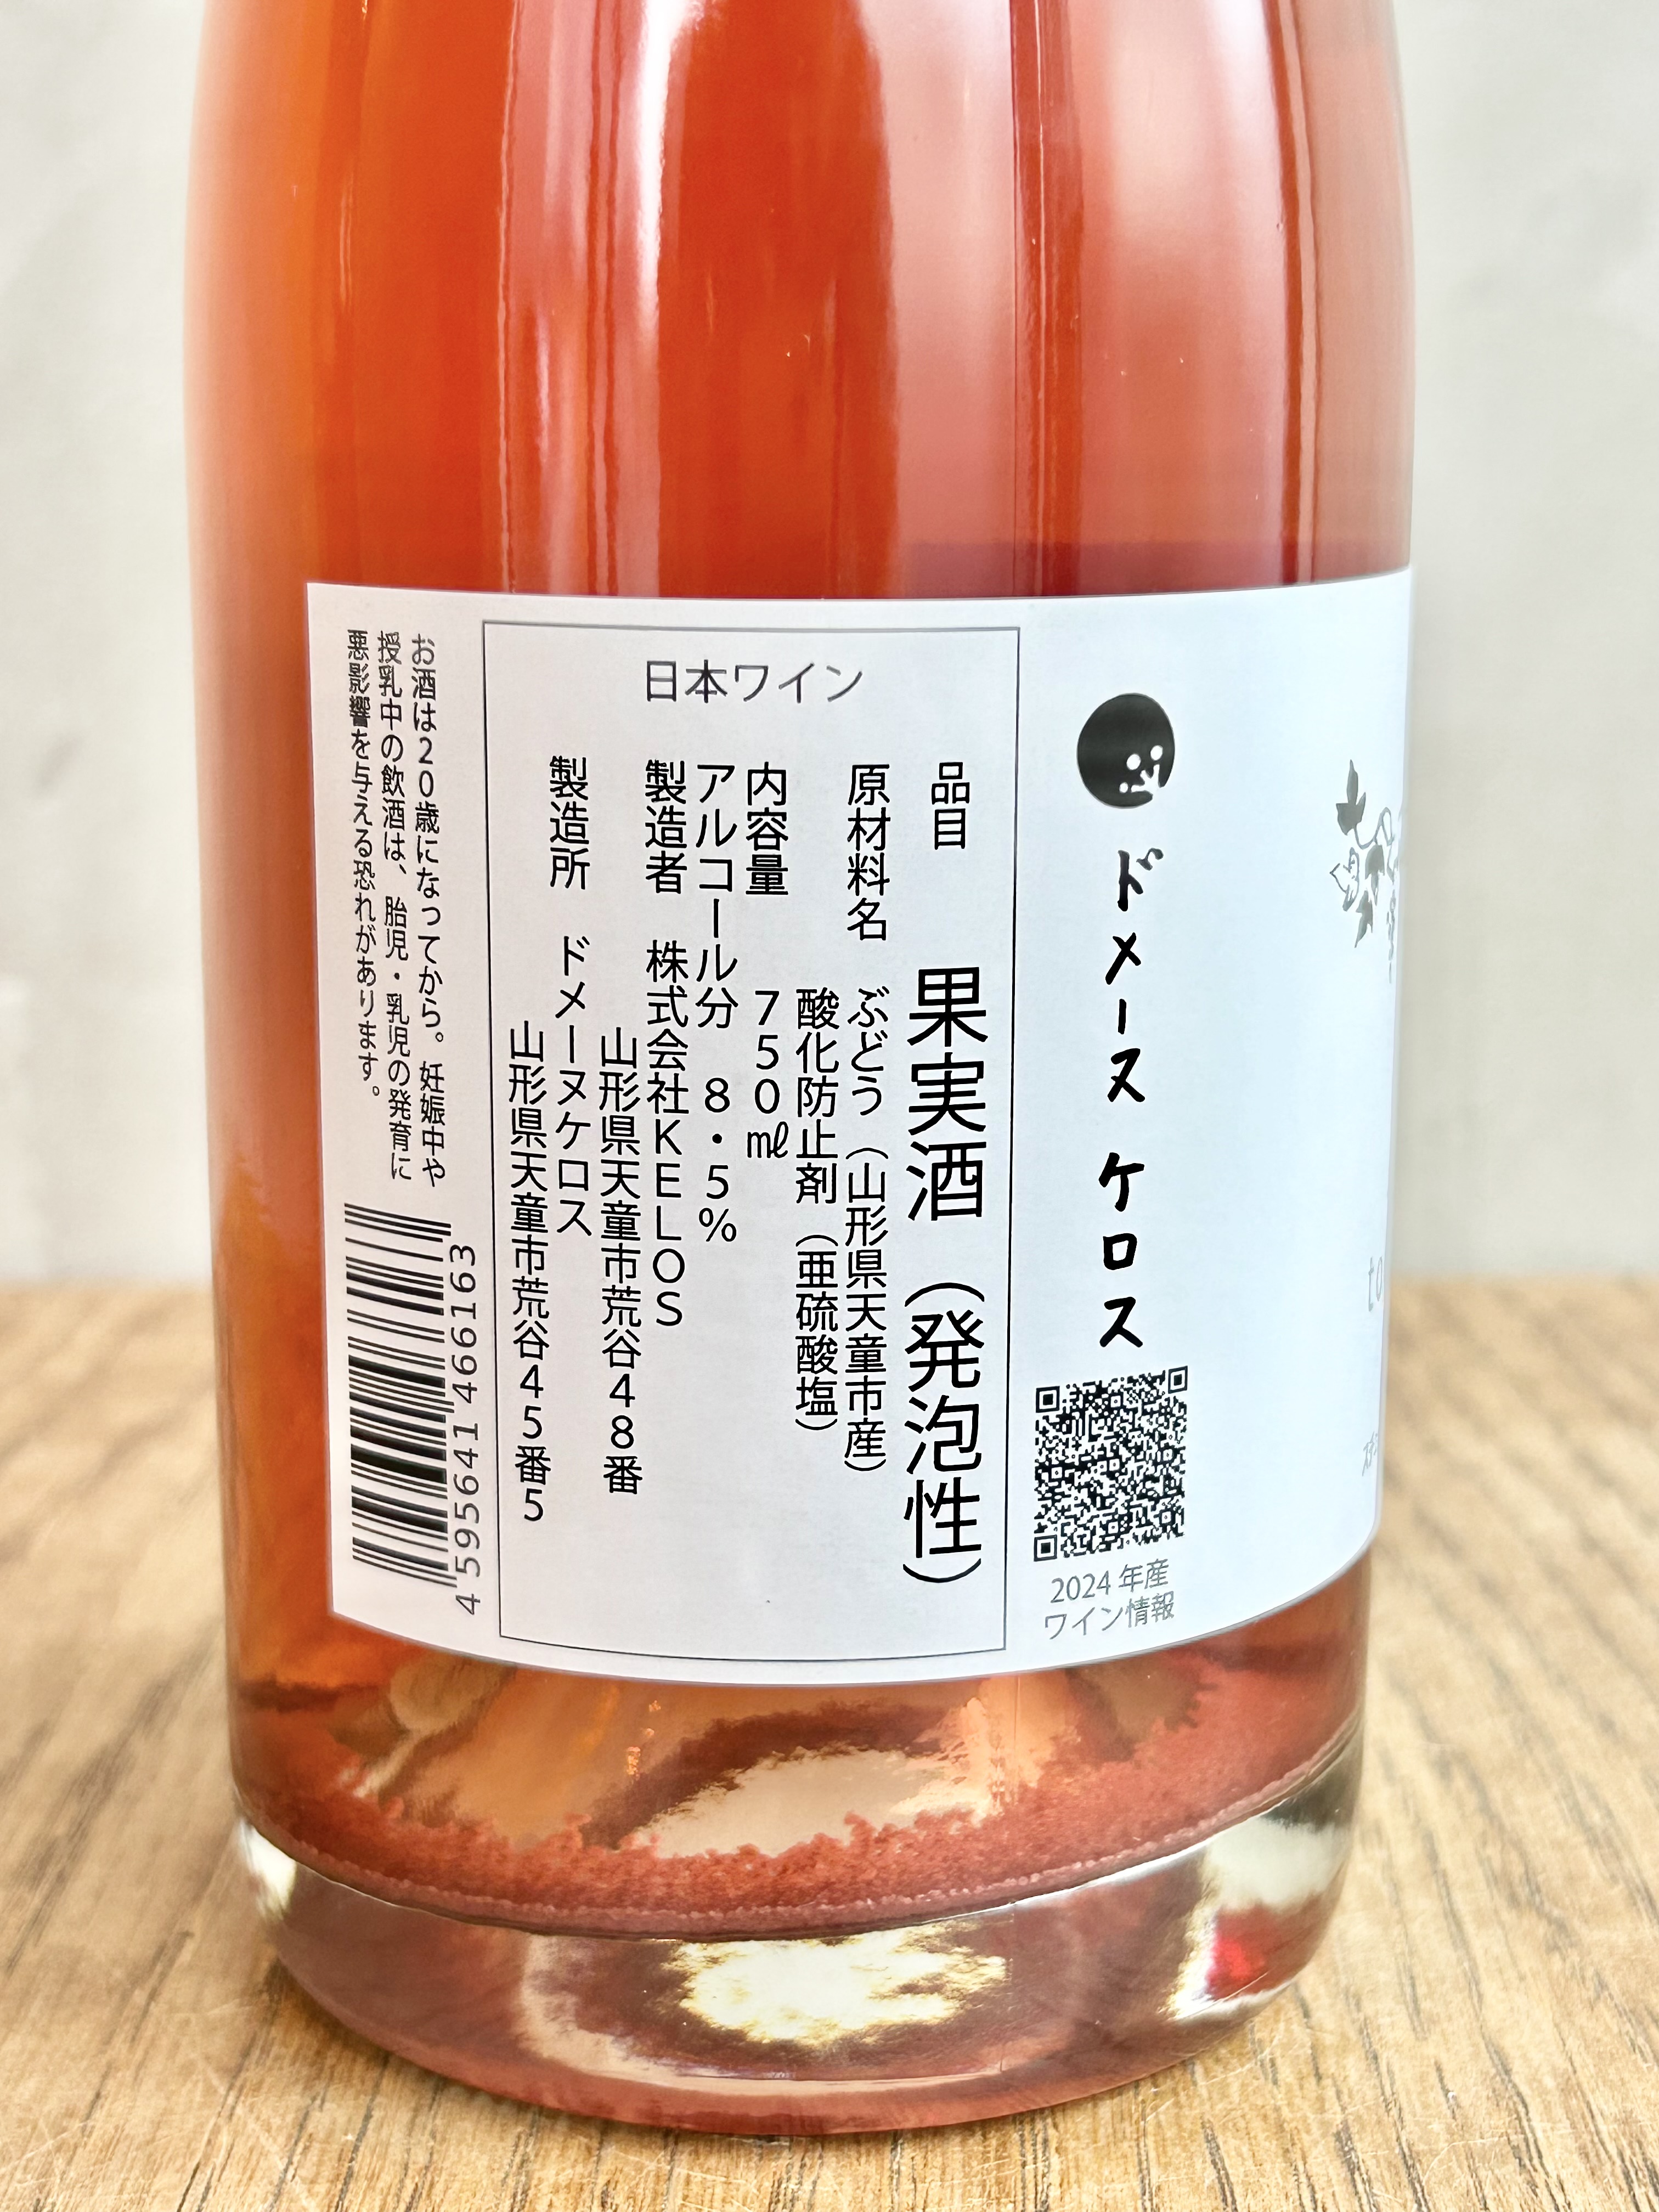 ドメーヌ ケロス
2024 年産
ワイン情報
日本ワイン
品目 果実酒（発泡性）
原材料名 ぶどう（山形県天童市産）
酸化防止剤（亜硫酸塩）
内容量 750㎖
アルコール分 8・5%
製造者 株式会社KELOS
山形県天童市荒谷48番
製造所 ドメーヌケロス
山形県天童市荒谷45番5
お酒は20歳になってから。妊娠中や
授乳中の飲酒は、胎児・乳児の発育に
悪影響を与える恐れがあります。
4595641466163